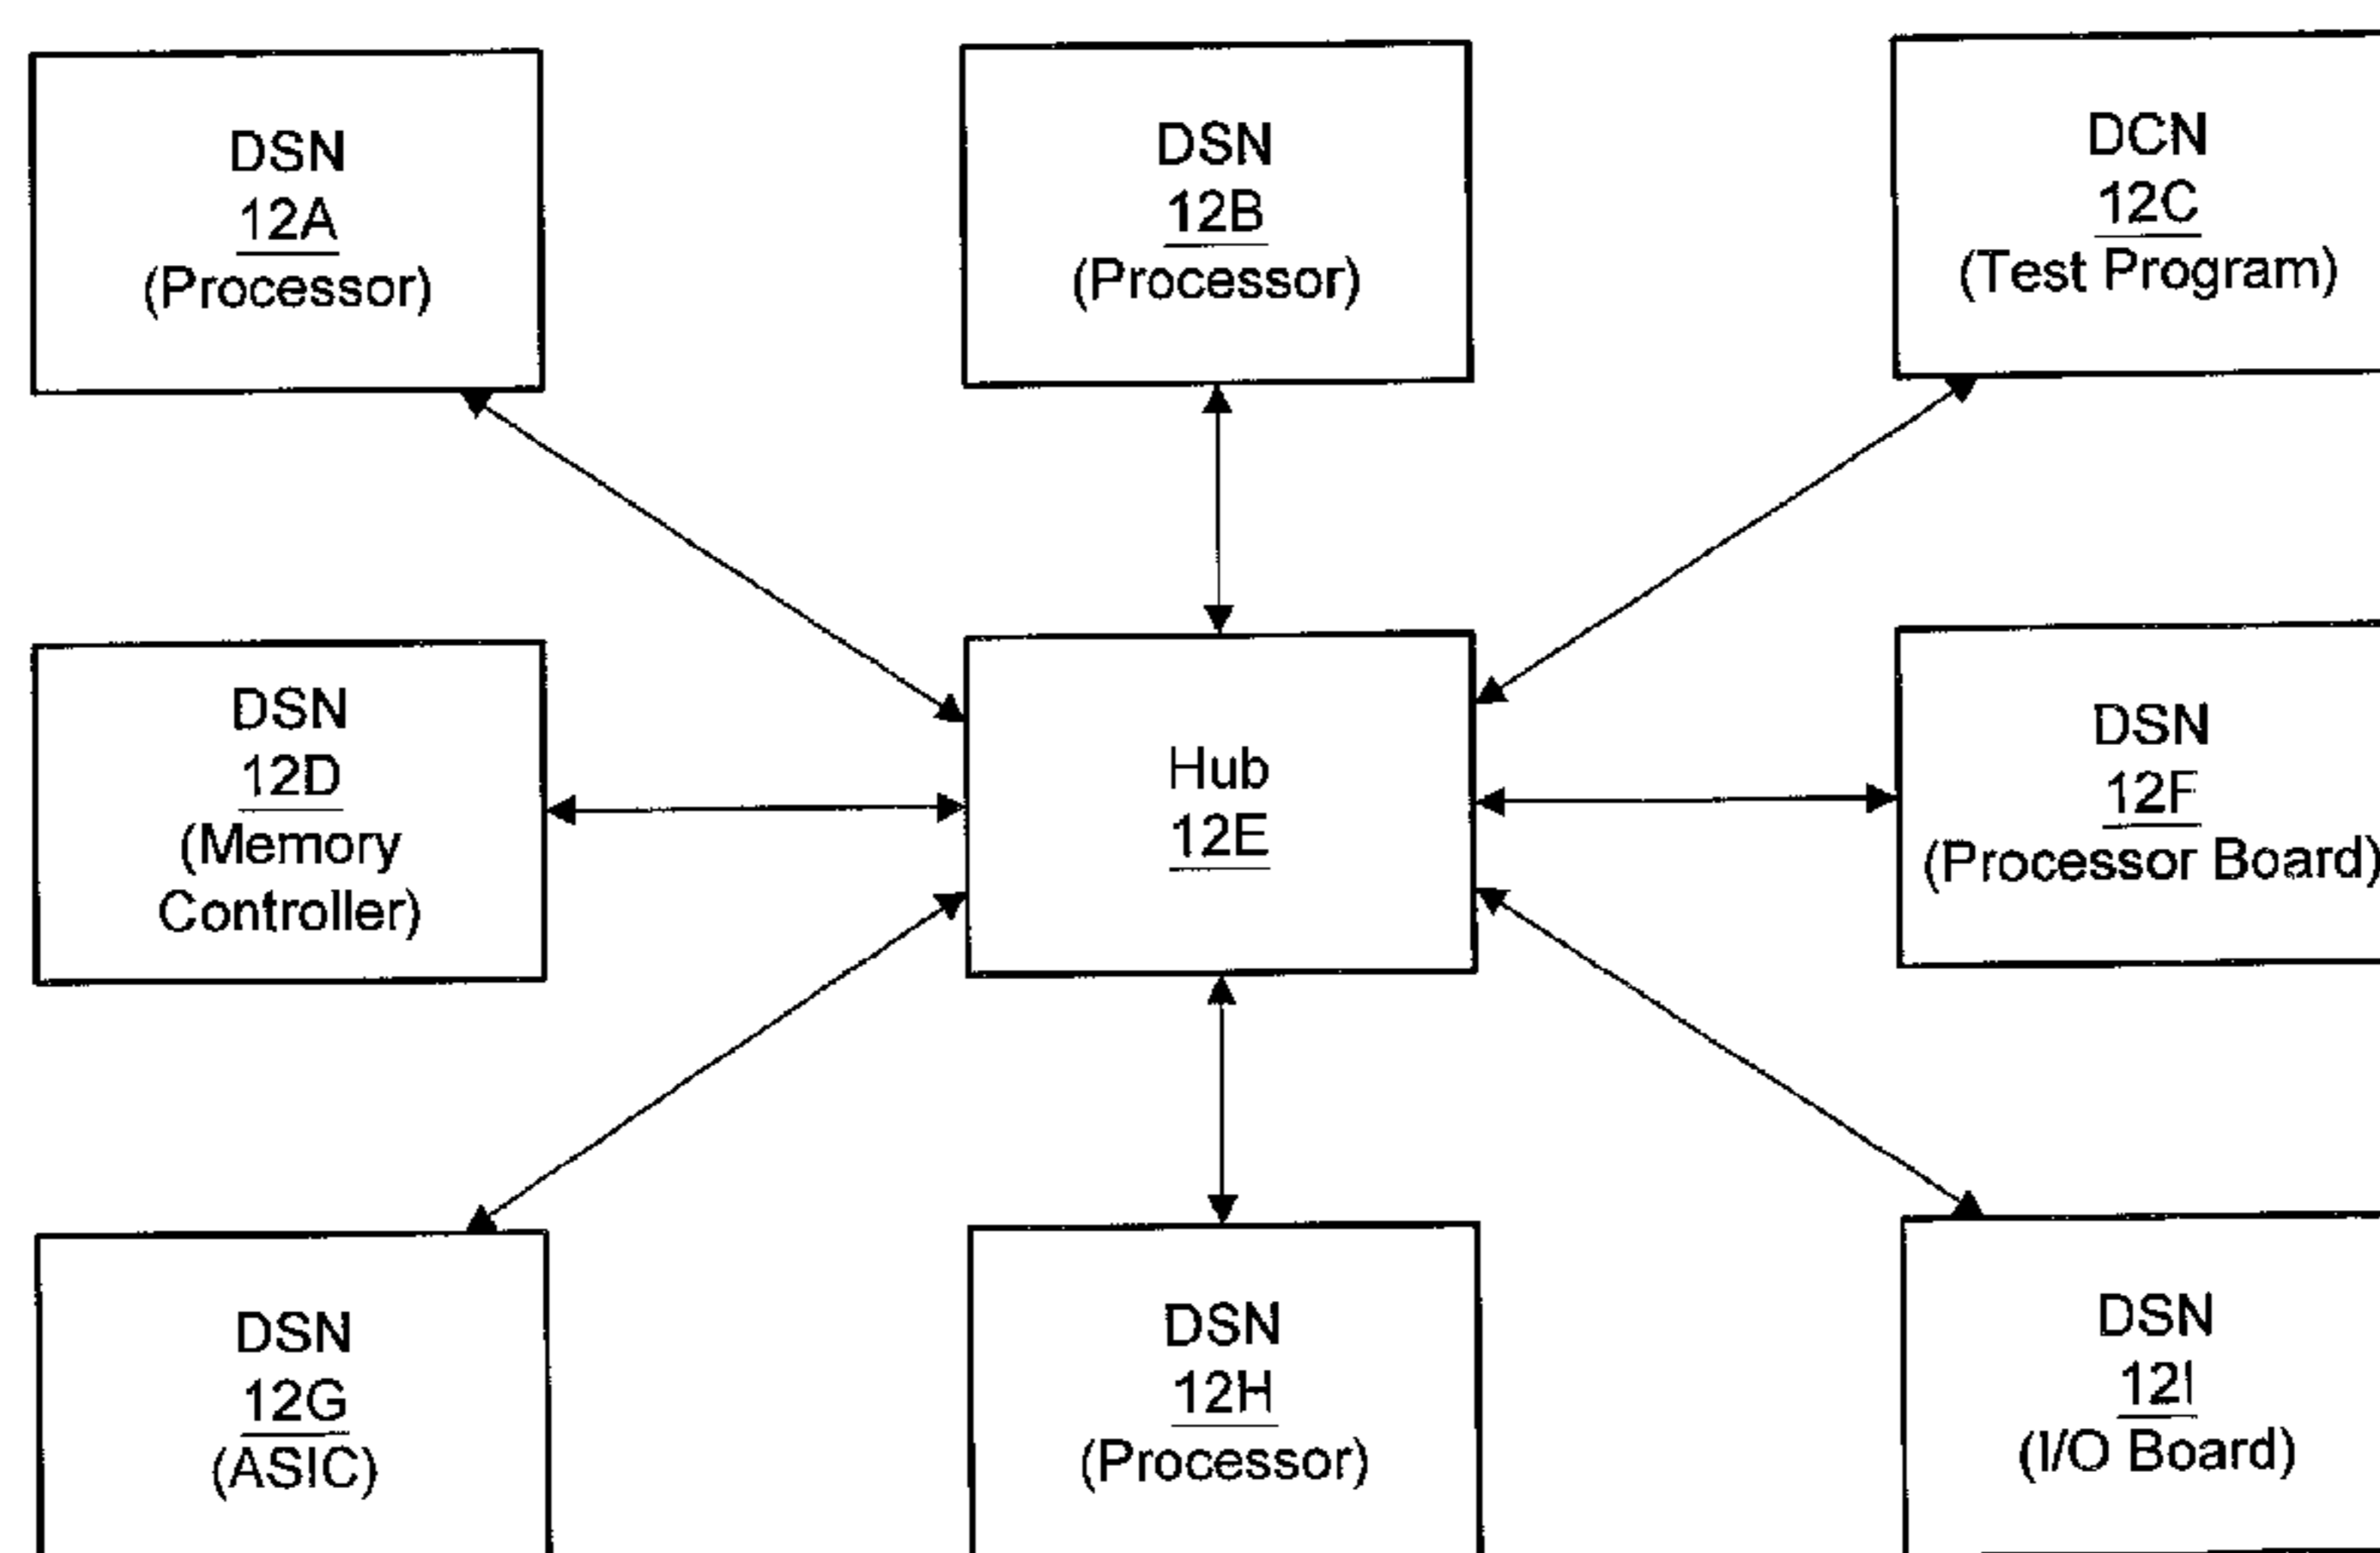 DSN
12A
(Processor)
DSN
12B
(Processor)
DCN
12C
(Test Program)
DSN
12D
(Memory
Controller)
Hub
12E
DSN
12F
(Processor Board)
DSN
12G
(ASIC)
DSN
12H
(Processor)
DSN
12I
(I/O Board)